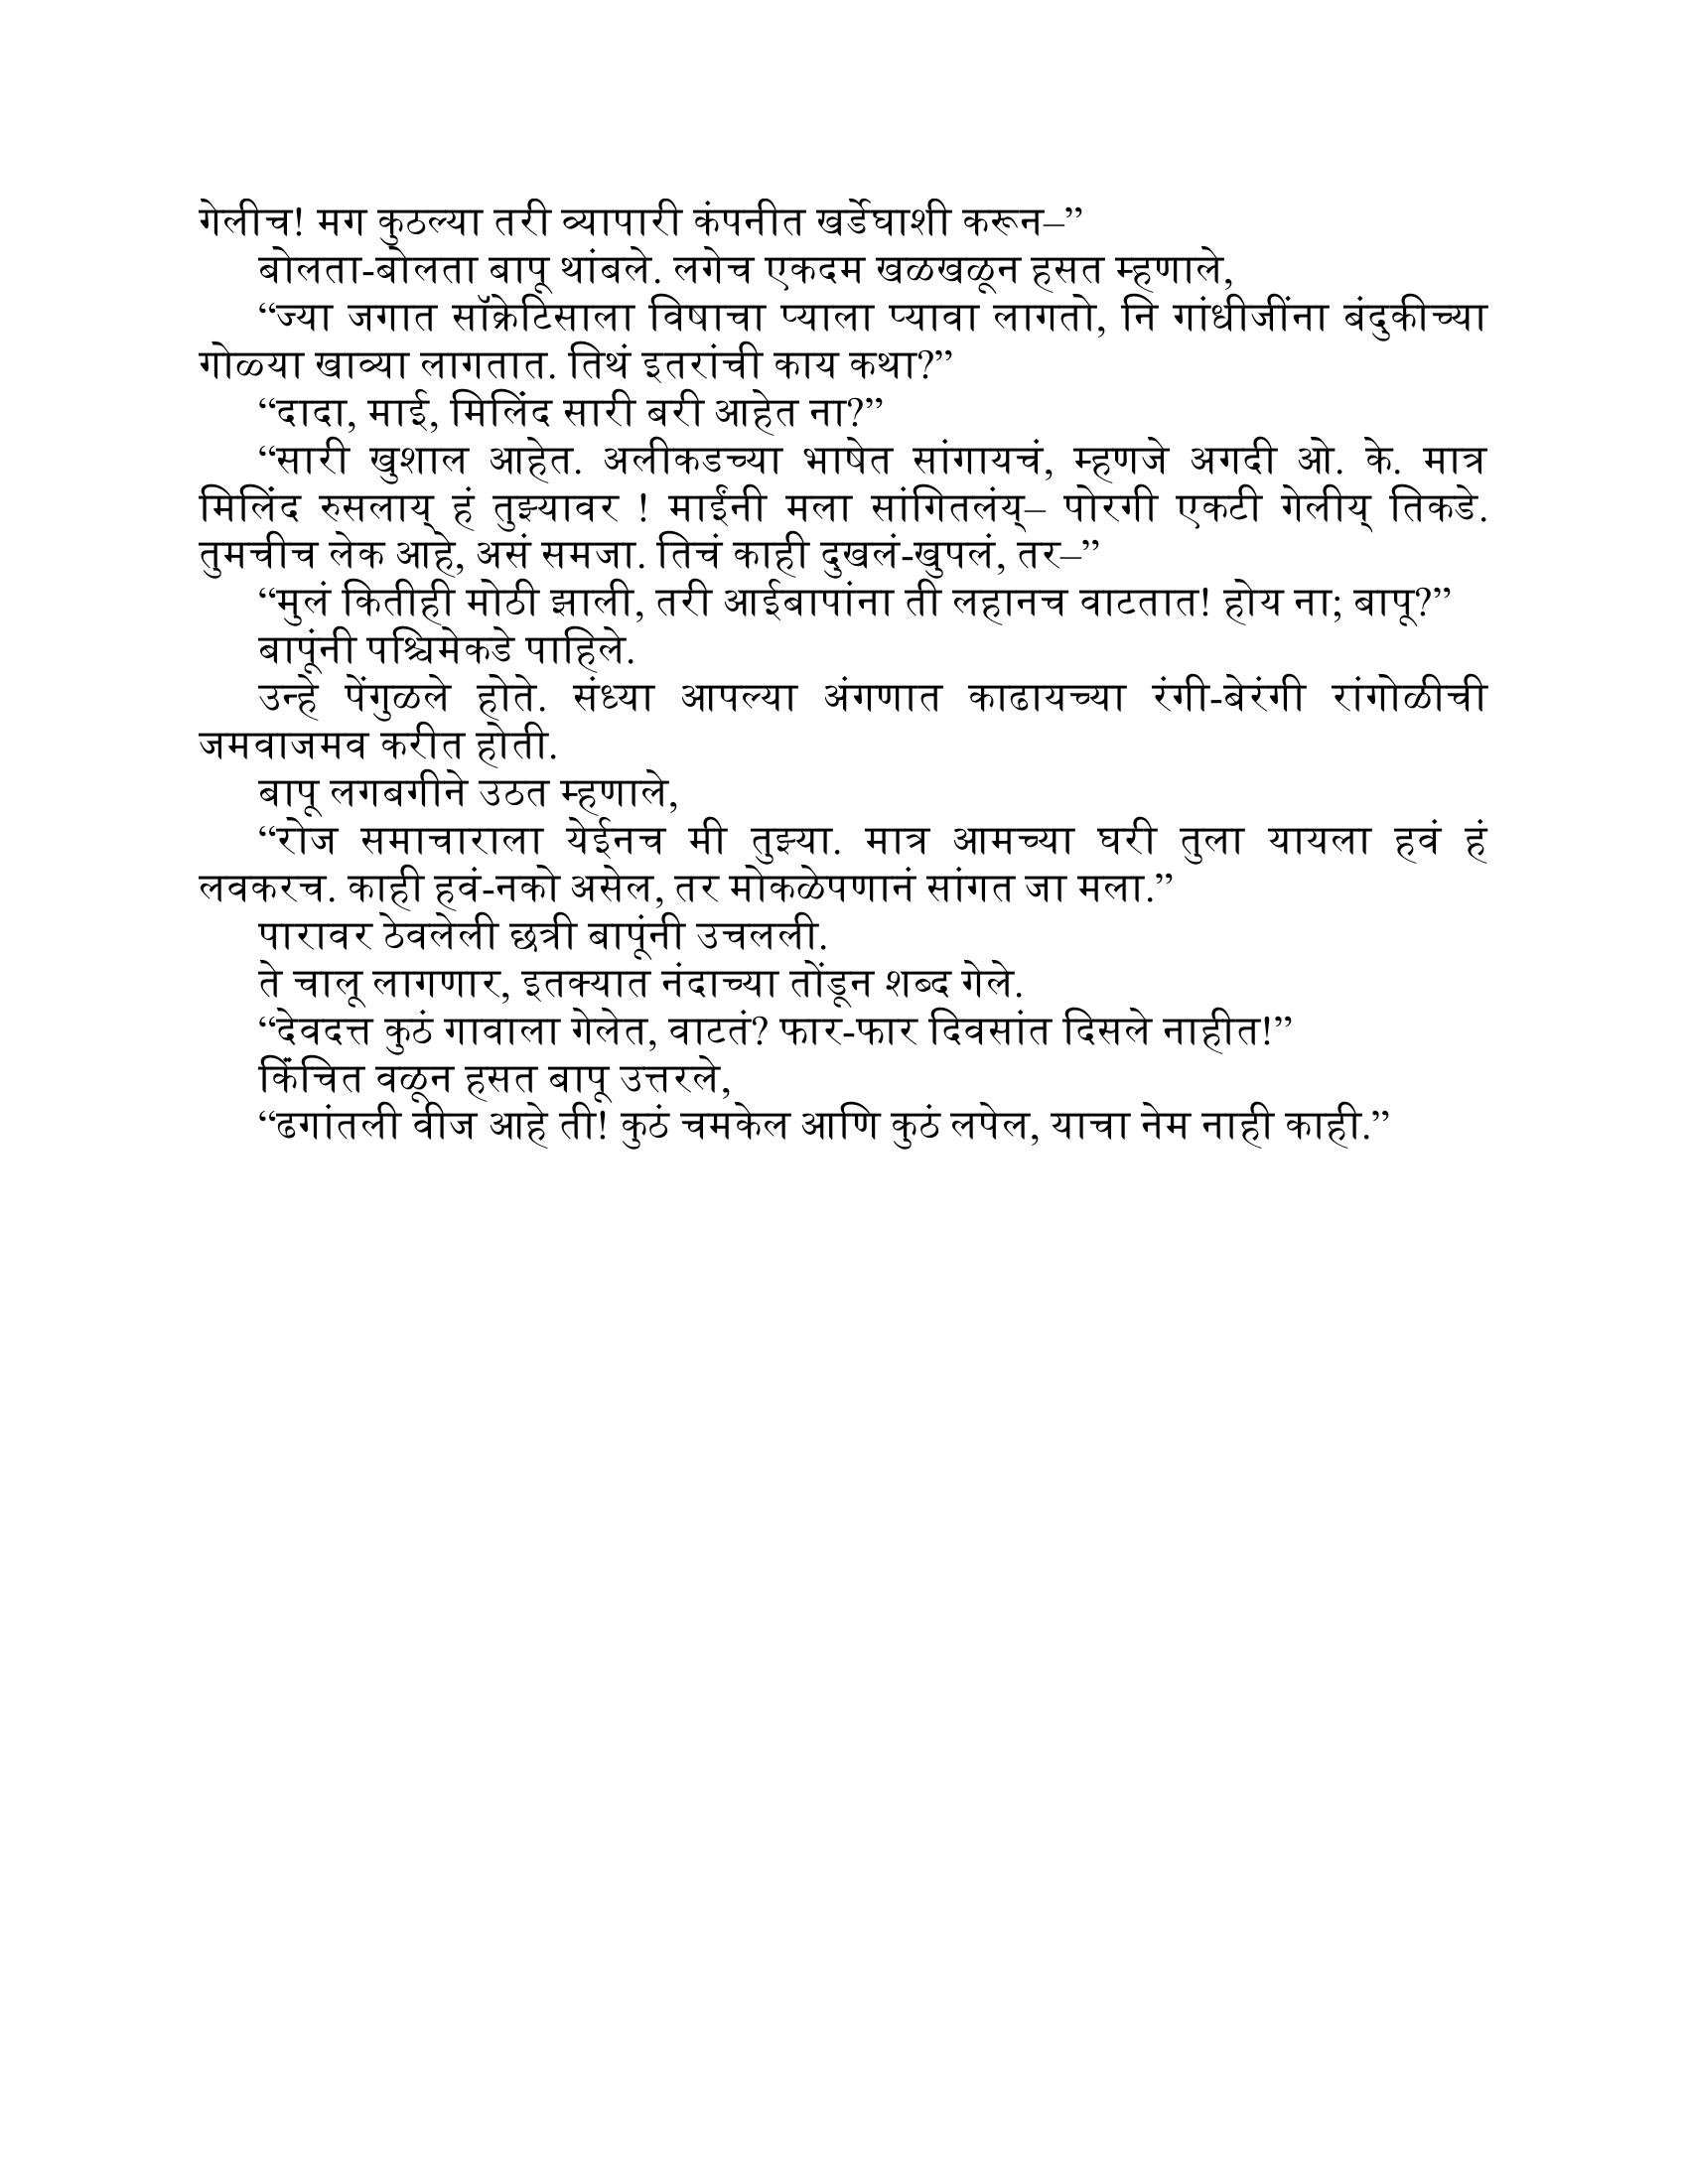 गेलीच! मग कुठल्या तरी व्यापारी कंपनीत खर्डेघाशी करून–”
बोलता-बोलता बापू थांबले. लगेच एकदम खळखळून हसत म्हणाले,
“ज्या जगात सॉक्रेटिसाला विषाचा प्याला प्यावा लागतो, नि गांधीजींना बंदुकीच्या
गोळ्या खाव्या लागतात. तिथं इतरांची काय कथा?”
“दादा, माई, मिलिंद सारी बरी आहेत ना?”
“सारी खुशाल आहेत. अलीकडच्या भाषेत सांगायचं, म्हणजे अगदी ओ. के. मात्र
मिलिंद रुसलाय् हं तुझ्यावर ! माईंनी मला सांगितलंय्– पोरगी एकटी गेलीय् तिकडे.
तुमचीच लेक आहे, असं समजा. तिचं काही दुखलं-खुपलं, तर–”
“मुलं कितीही मोठी झाली, तरी आईबापांना ती लहानच वाटतात! होय ना; बापू?”
बापूंनी पश्चिमेकडे पाहिले.
उन्हे पेंगुळले होते. संध्या आपल्या अंगणात काढायच्या रंगी-बेरंगी रांगोळीची
जमवाजमव करीत होती.
बापू लगबगीने उठत म्हणाले,
“रोज समाचाराला येईनच मी तुझ्या. मात्र आमच्या घरी तुला यायला हवं हं
लवकरच. काही हवं-नको असेल, तर मोकळेपणानं सांगत जा मला.”
पारावर ठेवलेली छत्री बापूंनी उचलली.
ते चालू लागणार, इतक्यात नंदाच्या तोंडून शब्द गेले.
“देवदत्त कुठं गावाला गेलेत, वाटतं? फार-फार दिवसांत दिसले नाहीत!”
किंचित वळून हसत बापू उत्तरले,
“ढगांतली वीज आहे ती! कुठं चमकेल आणि कुठं लपेल, याचा नेम नाही काही.”